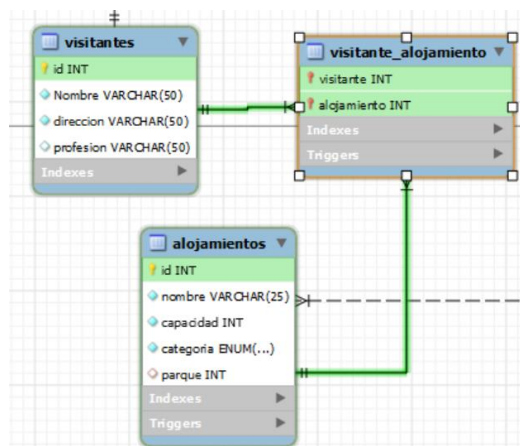 visitantes
id INT
Nombre VARCHAR(50)
direccion VARCHAR(50)
profesion VARCHAR(50)
Indexes
visitante_alojamiento
visitante INT
alojamiento INT
Indexes
Triggers
alojamientos
id INT
nombre VARCHAR(25)
capacidad INT
categoria ENUM(...)
parque INT
Indexes
Triggers